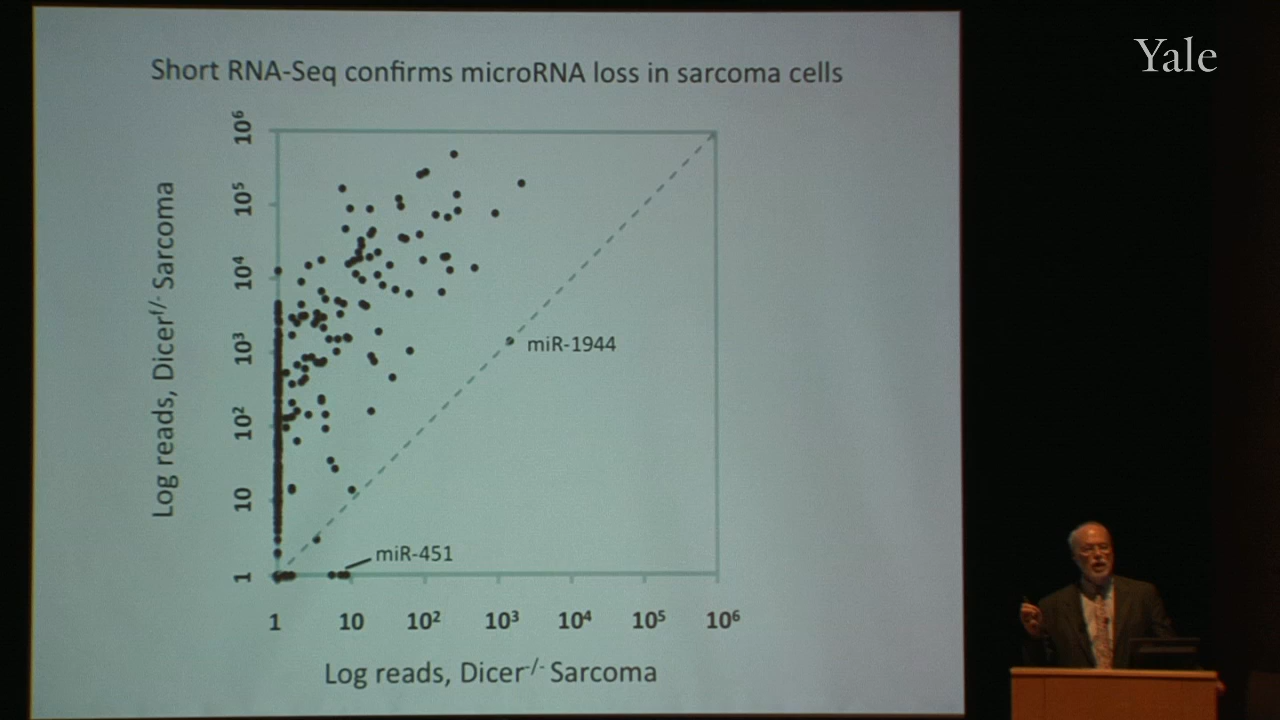 Yale
Short RNA-Seq confirms microRNA loss in sarcoma cells
Log reads, Dicer^f/- Sarcoma
10⁶
10⁵
10⁴
10³
10²
10
1
miR-1944
miR-451
1 10 10² 10³ 10⁴ 10⁵ 10⁶
Log reads, Dicer^-/- Sarcoma